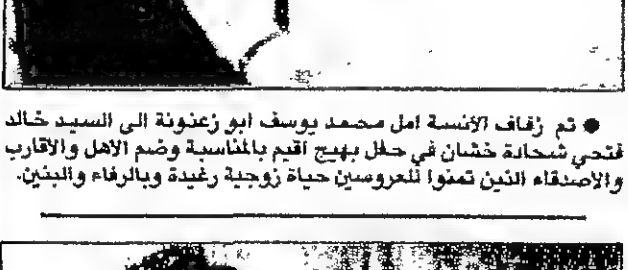 ● تم زفاف الآنسة امل محمد يوسف ابو زعنونة الى السيد خالد
فتحي شحادة خشان في حفل بهيج اقيم بالمناسبة وضم الاهل والاقارب
والاصدقاء الذين تمنوا للعروسين حياة زوجية رغيدة وبالرفاء والبنين.